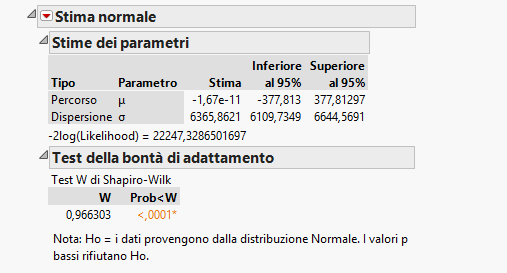 Stima normale
Stime dei parametri
Inferiore Superiore
Tipo Parametro Stima al 95% al 95%
Percorso μ -1,67e-11 -377,813 377,81297
Dispersione σ 6365,8621 6109,7349 6644,5691
-2log(Likelihood) = 22247,3286501697
Test della bontà di adattamento
Test W di Shapiro-Wilk
W Prob<W
0,966303 <,0001*
Nota: Ho = i dati provengono dalla distribuzione Normale. I valori p
bassi rifiutano Ho.